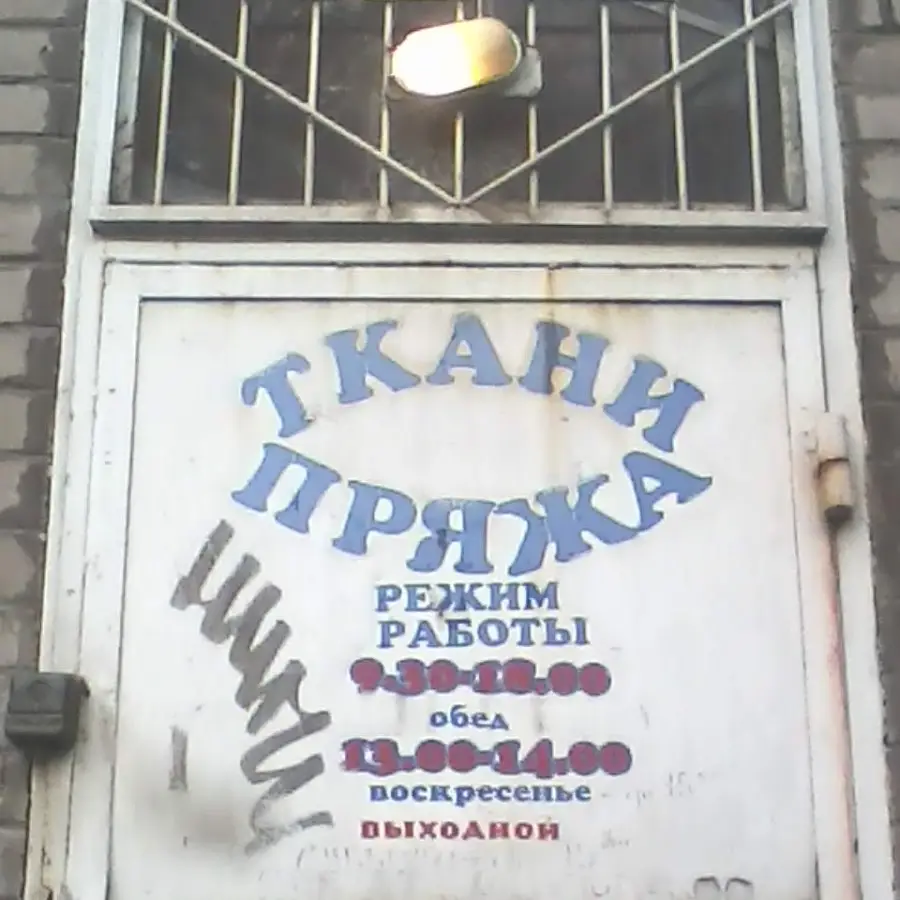 ТКАНИ
ПРЯЖА
РЕЖИМ
РАБОТЫ
9.30-18.00
обед
13.00-14.00
воскресенье
выходной